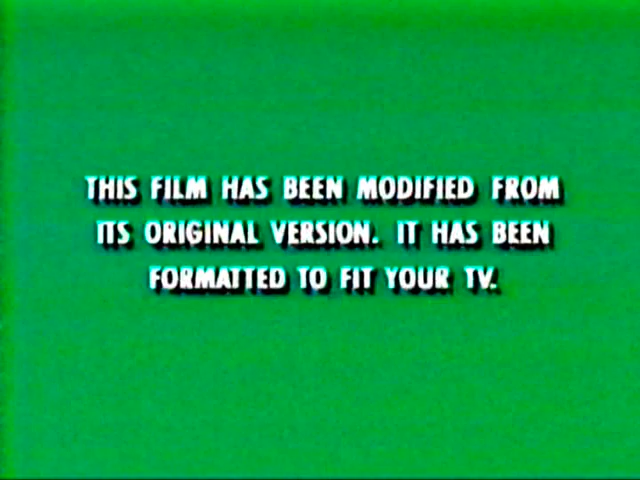 THIS FILM HAS BEEN MODIFIED FROM
ITS ORIGINAL VERSION. IT HAS BEEN
FORMATTED TO FIT YOUR TV.